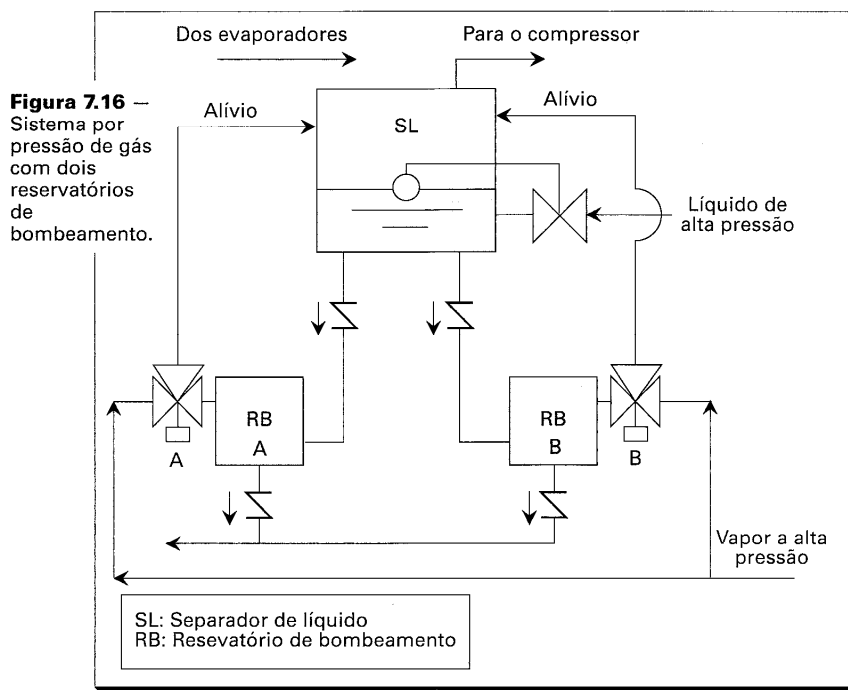 Dos evaporadores
Para o compressor
Figura 7.16 —
Sistema por
pressão de gás
com dois
reservatórios
de
bombeamento.
Alívio
SL
Alívio
Líquido de
alta pressão
RB
A
A
RB
B
B
Vapor a alta
pressão
SL: Separador de líquido
RB: Resevatório de bombeamento